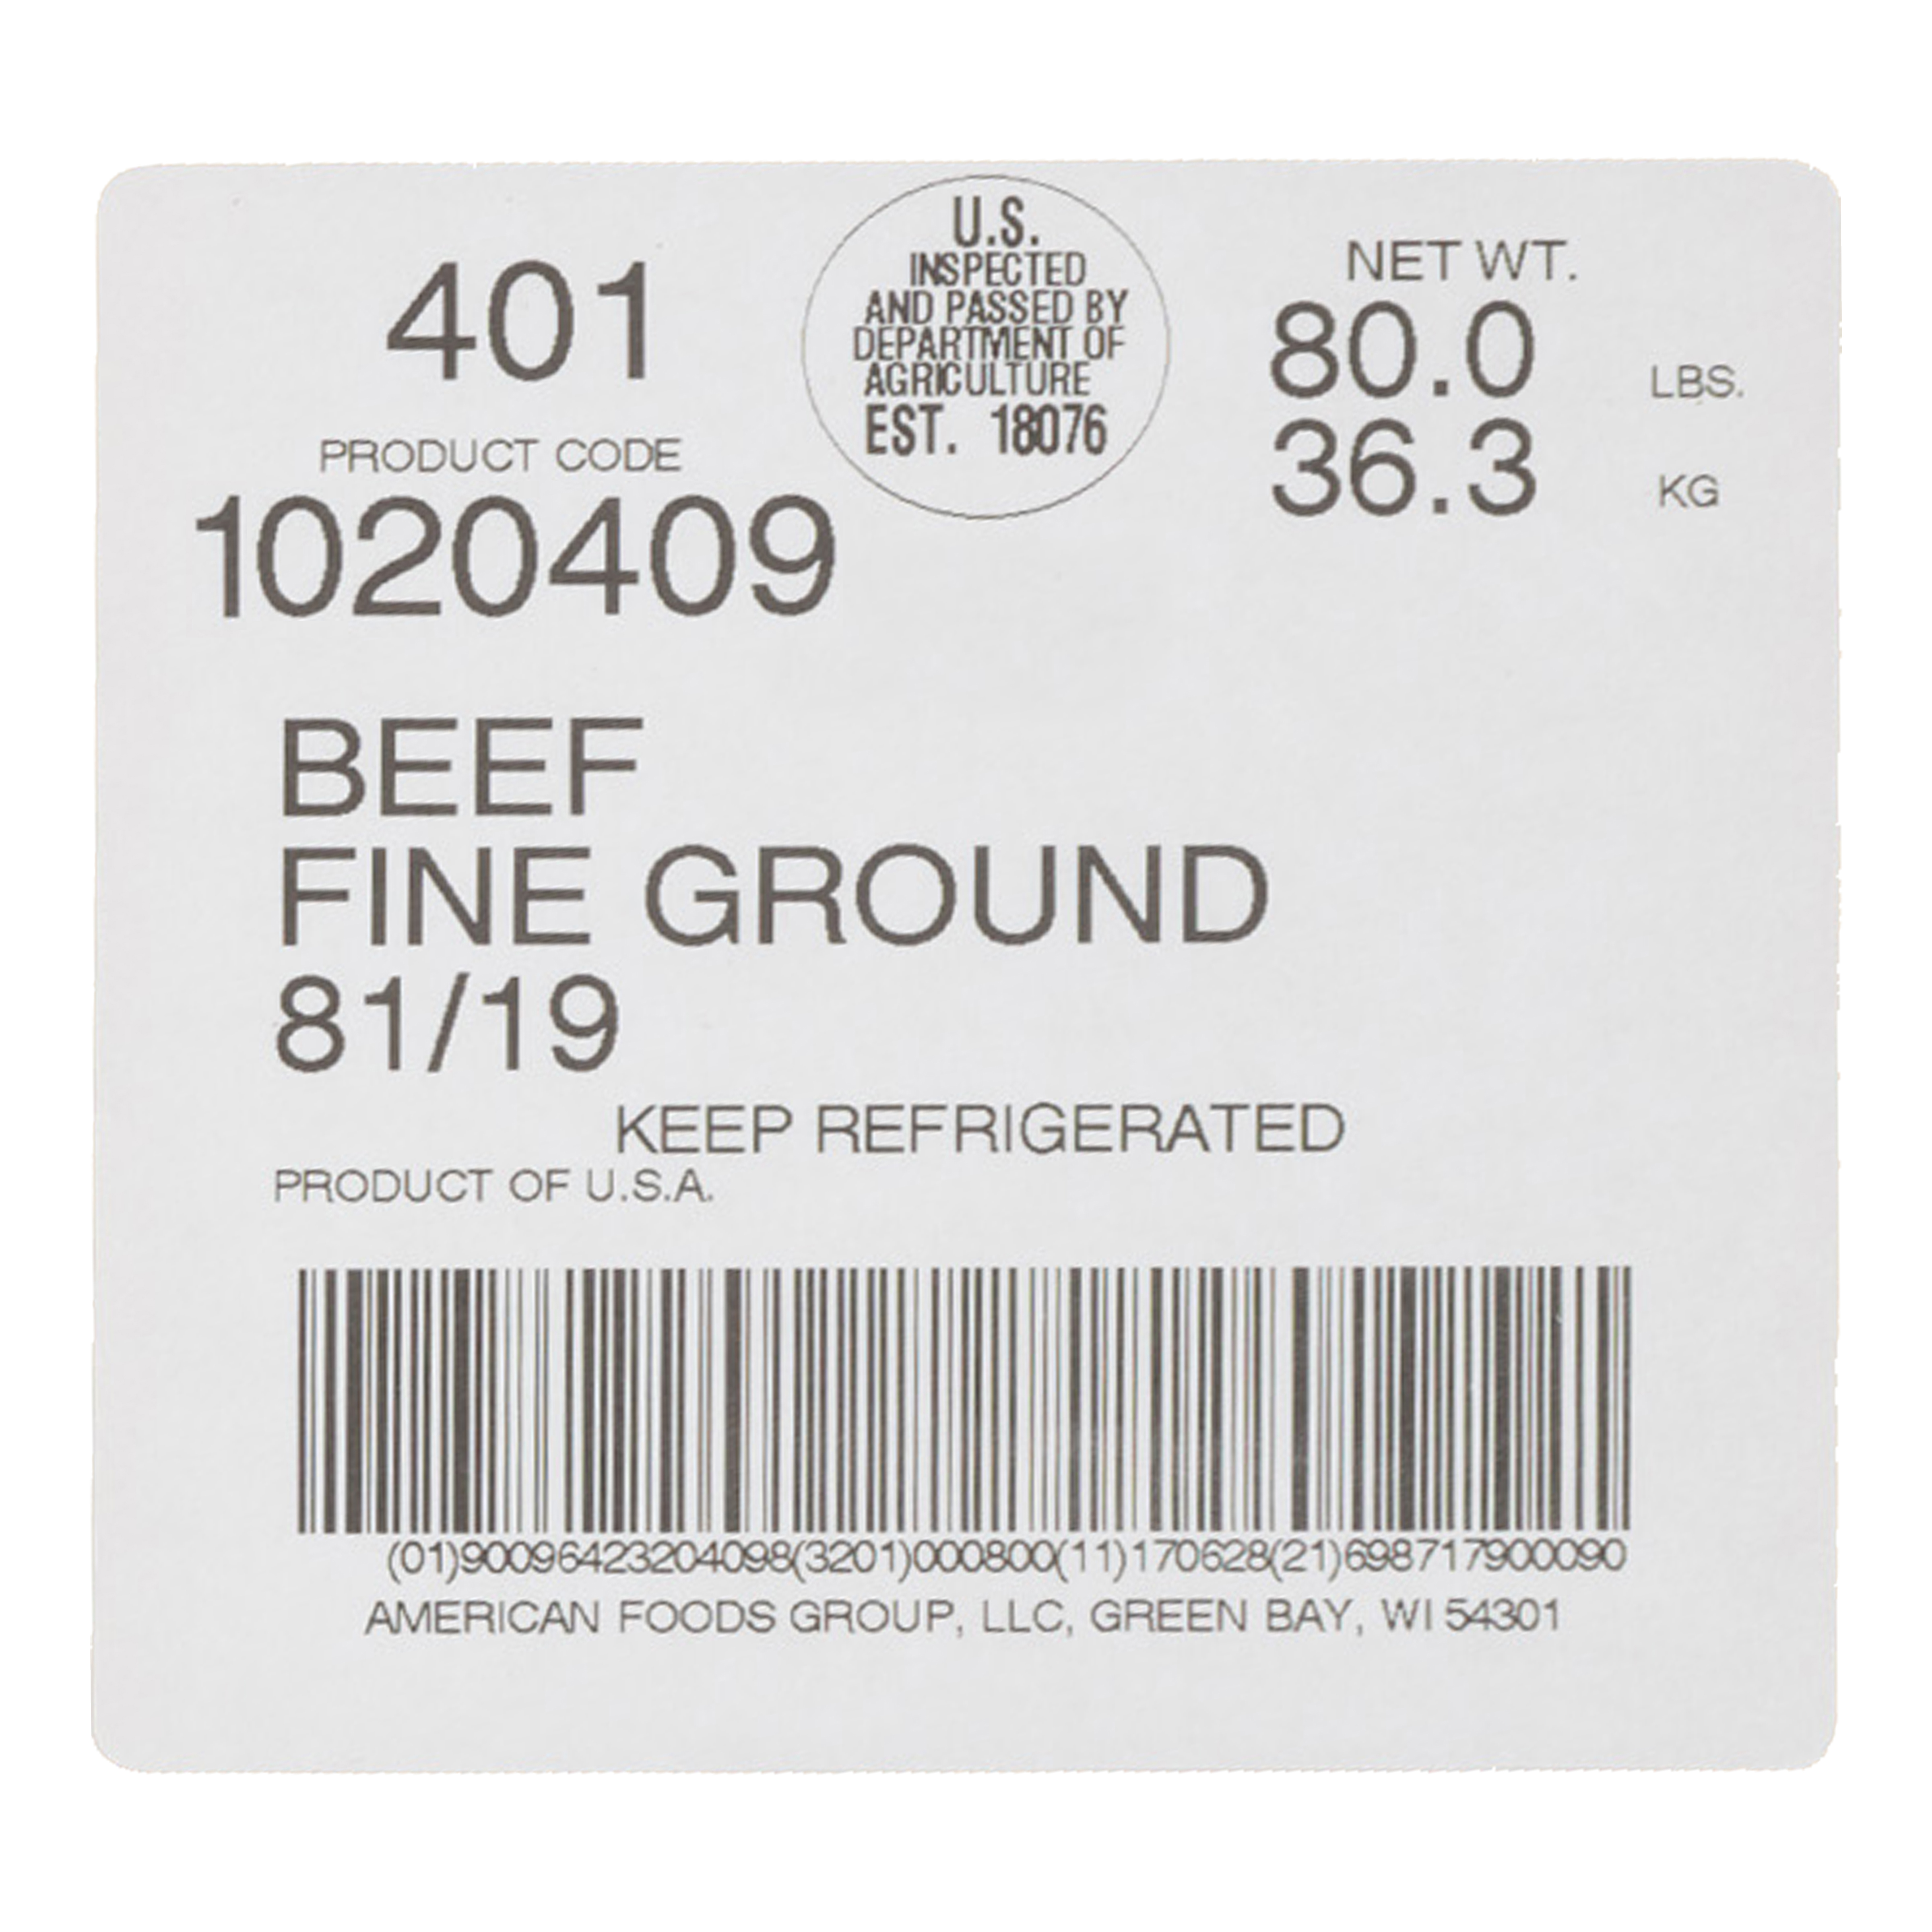 401
PRODUCT CODE
1020409
U.S.
INSPECTED
AND PASSED BY
DEPARTMENT OF
AGRICULTURE
EST. 18076
NET WT.
80.0 LBS.
36.3 KG
BEEF
FINE GROUND
81/19
KEEP REFRIGERATED
PRODUCT OF U.S.A.
(01)90096423204098(3201)000800(11)170628(21)698717900090
AMERICAN FOODS GROUP, LLC, GREEN BAY, WI 54301